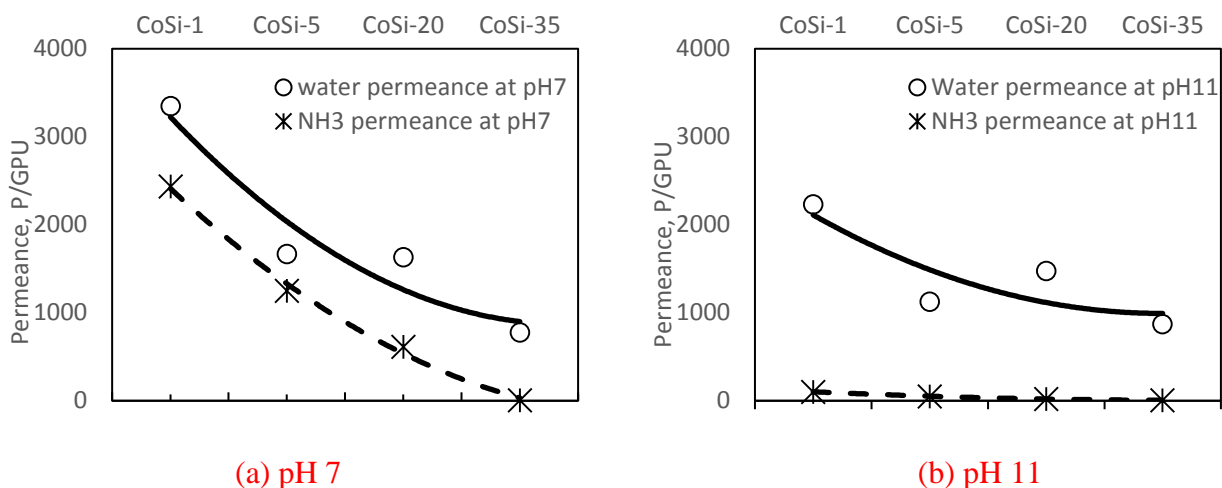 CoSi-1 CoSi-5 CoSi-20 CoSi-35
4000
3000
2000
1000
0
Permeance, P/GPU
water permeance at pH7
NH3 permeance at pH7
(a) pH 7
CoSi-1 CoSi-5 CoSi-20 CoSi-35
4000
3000
2000
1000
0
Permeance, P/GPU
Water permeance at pH11
NH3 permeance at pH11
(b) pH 11